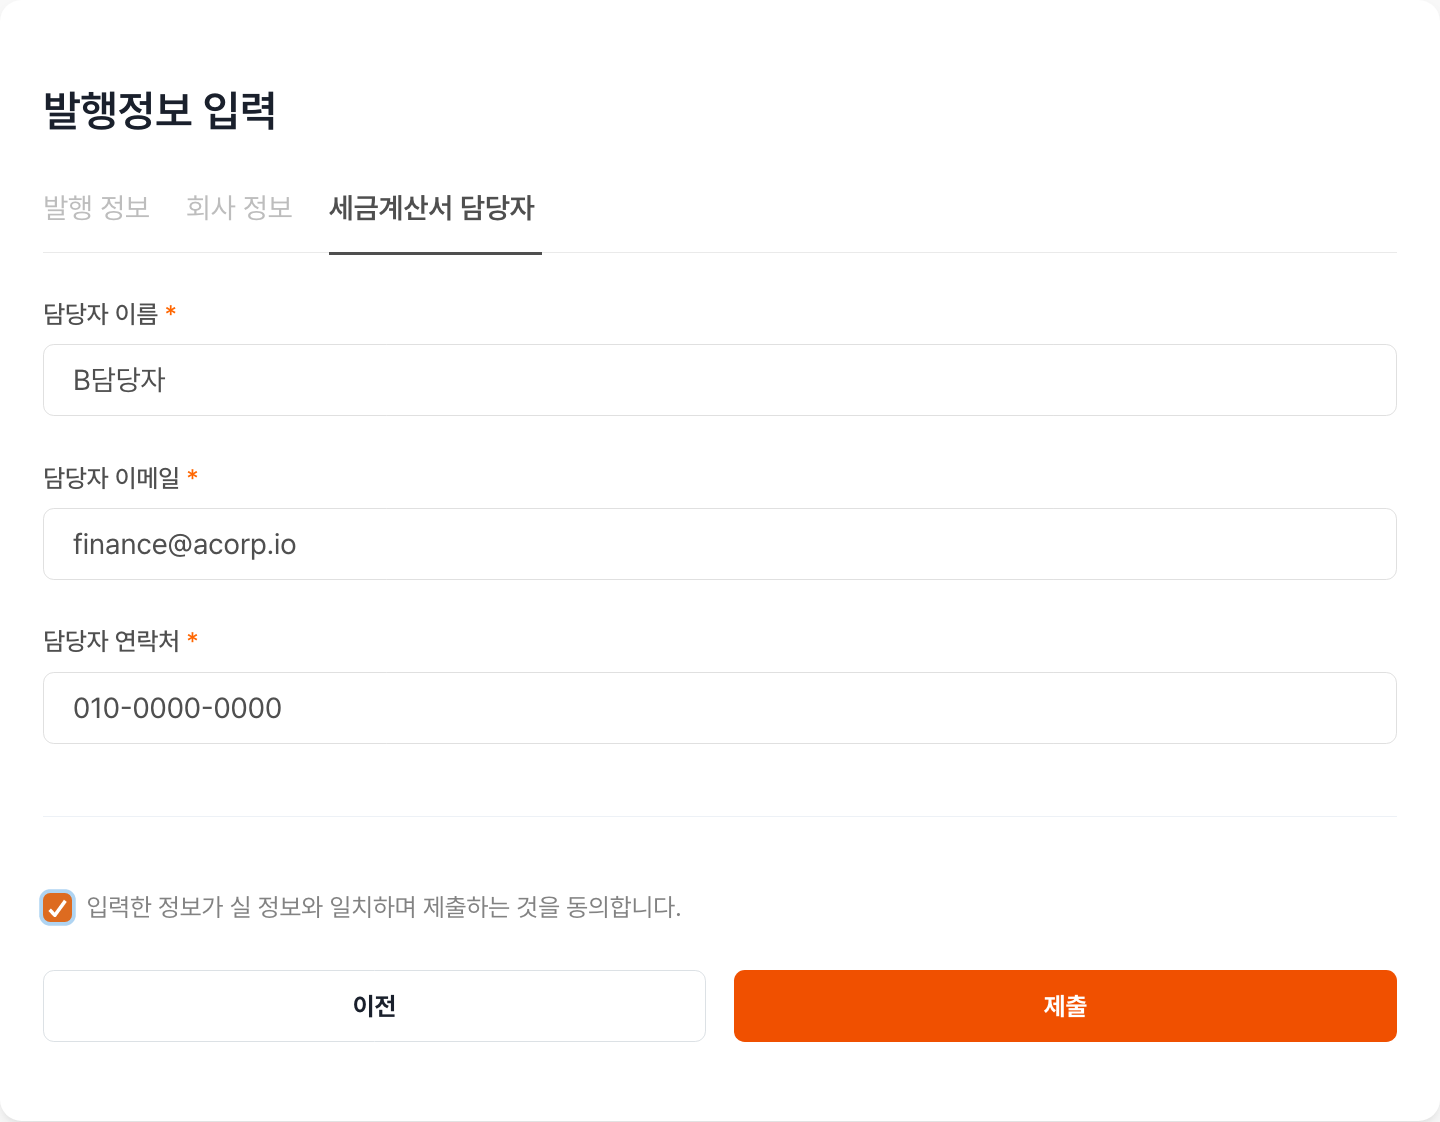 발행정보 입력
발행 정보 회사 정보 세금계산서 담당자
담당자 이름 *
B담당자
담당자 이메일 *
finance@acorp.io
담당자 연락처 *
010-0000-0000
입력한 정보가 실 정보와 일치하며 제출하는 것을 동의합니다.
이전 제출